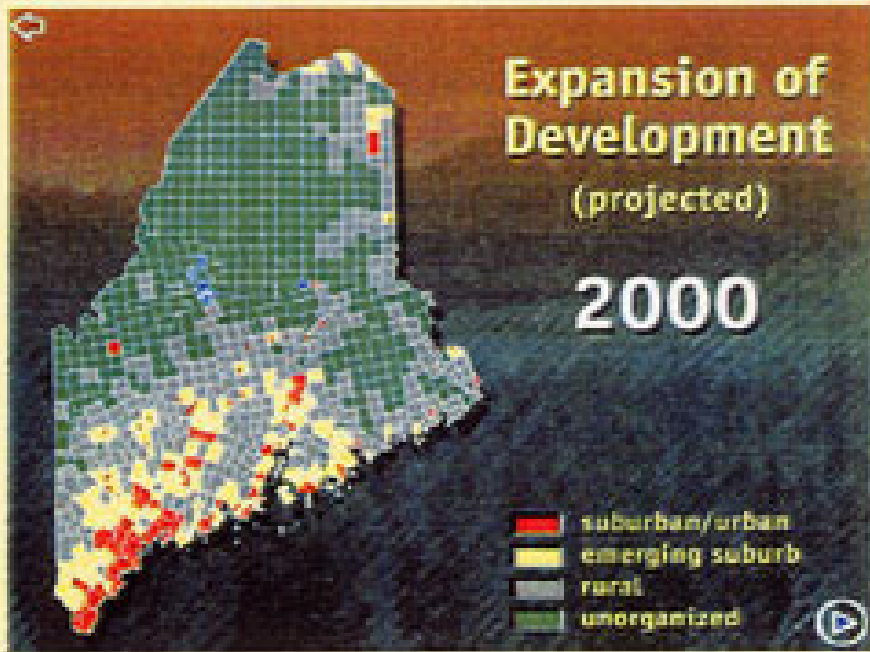 Expansion of
Development
(projected)
2000
suburban/urban
emerging suburb
rural
unorganized